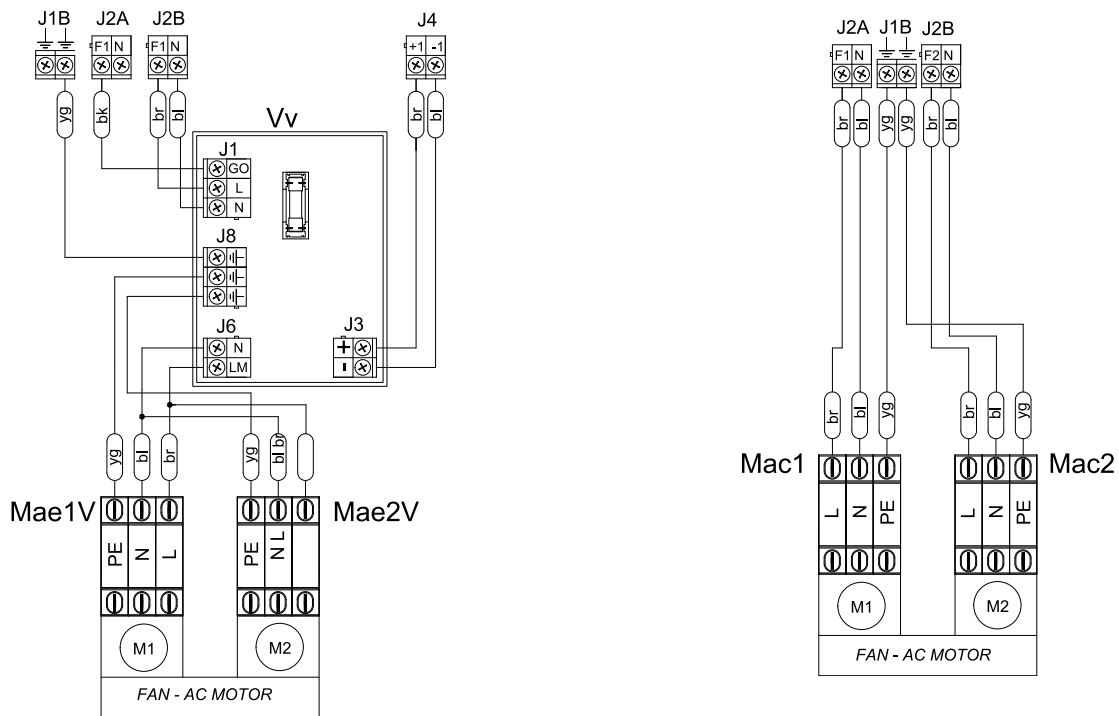 J1B J2A J2B J4
F1 N F1 N +1 -1
yg bk br bl br bl
Vv
J1
GO
L
N
J8
J6 J3
N +
LM -
yg bl br yg bl br
Mae1V Mae2V
PE N L PE N L
M1 M2
FAN - AC MOTOR
J2A J1B J2B
F1 N F2 N
br bl yg yg br bl
br bl yg br bl yg
Mac1 Mac2
L N PE L N PE
M1 M2
FAN - AC MOTOR